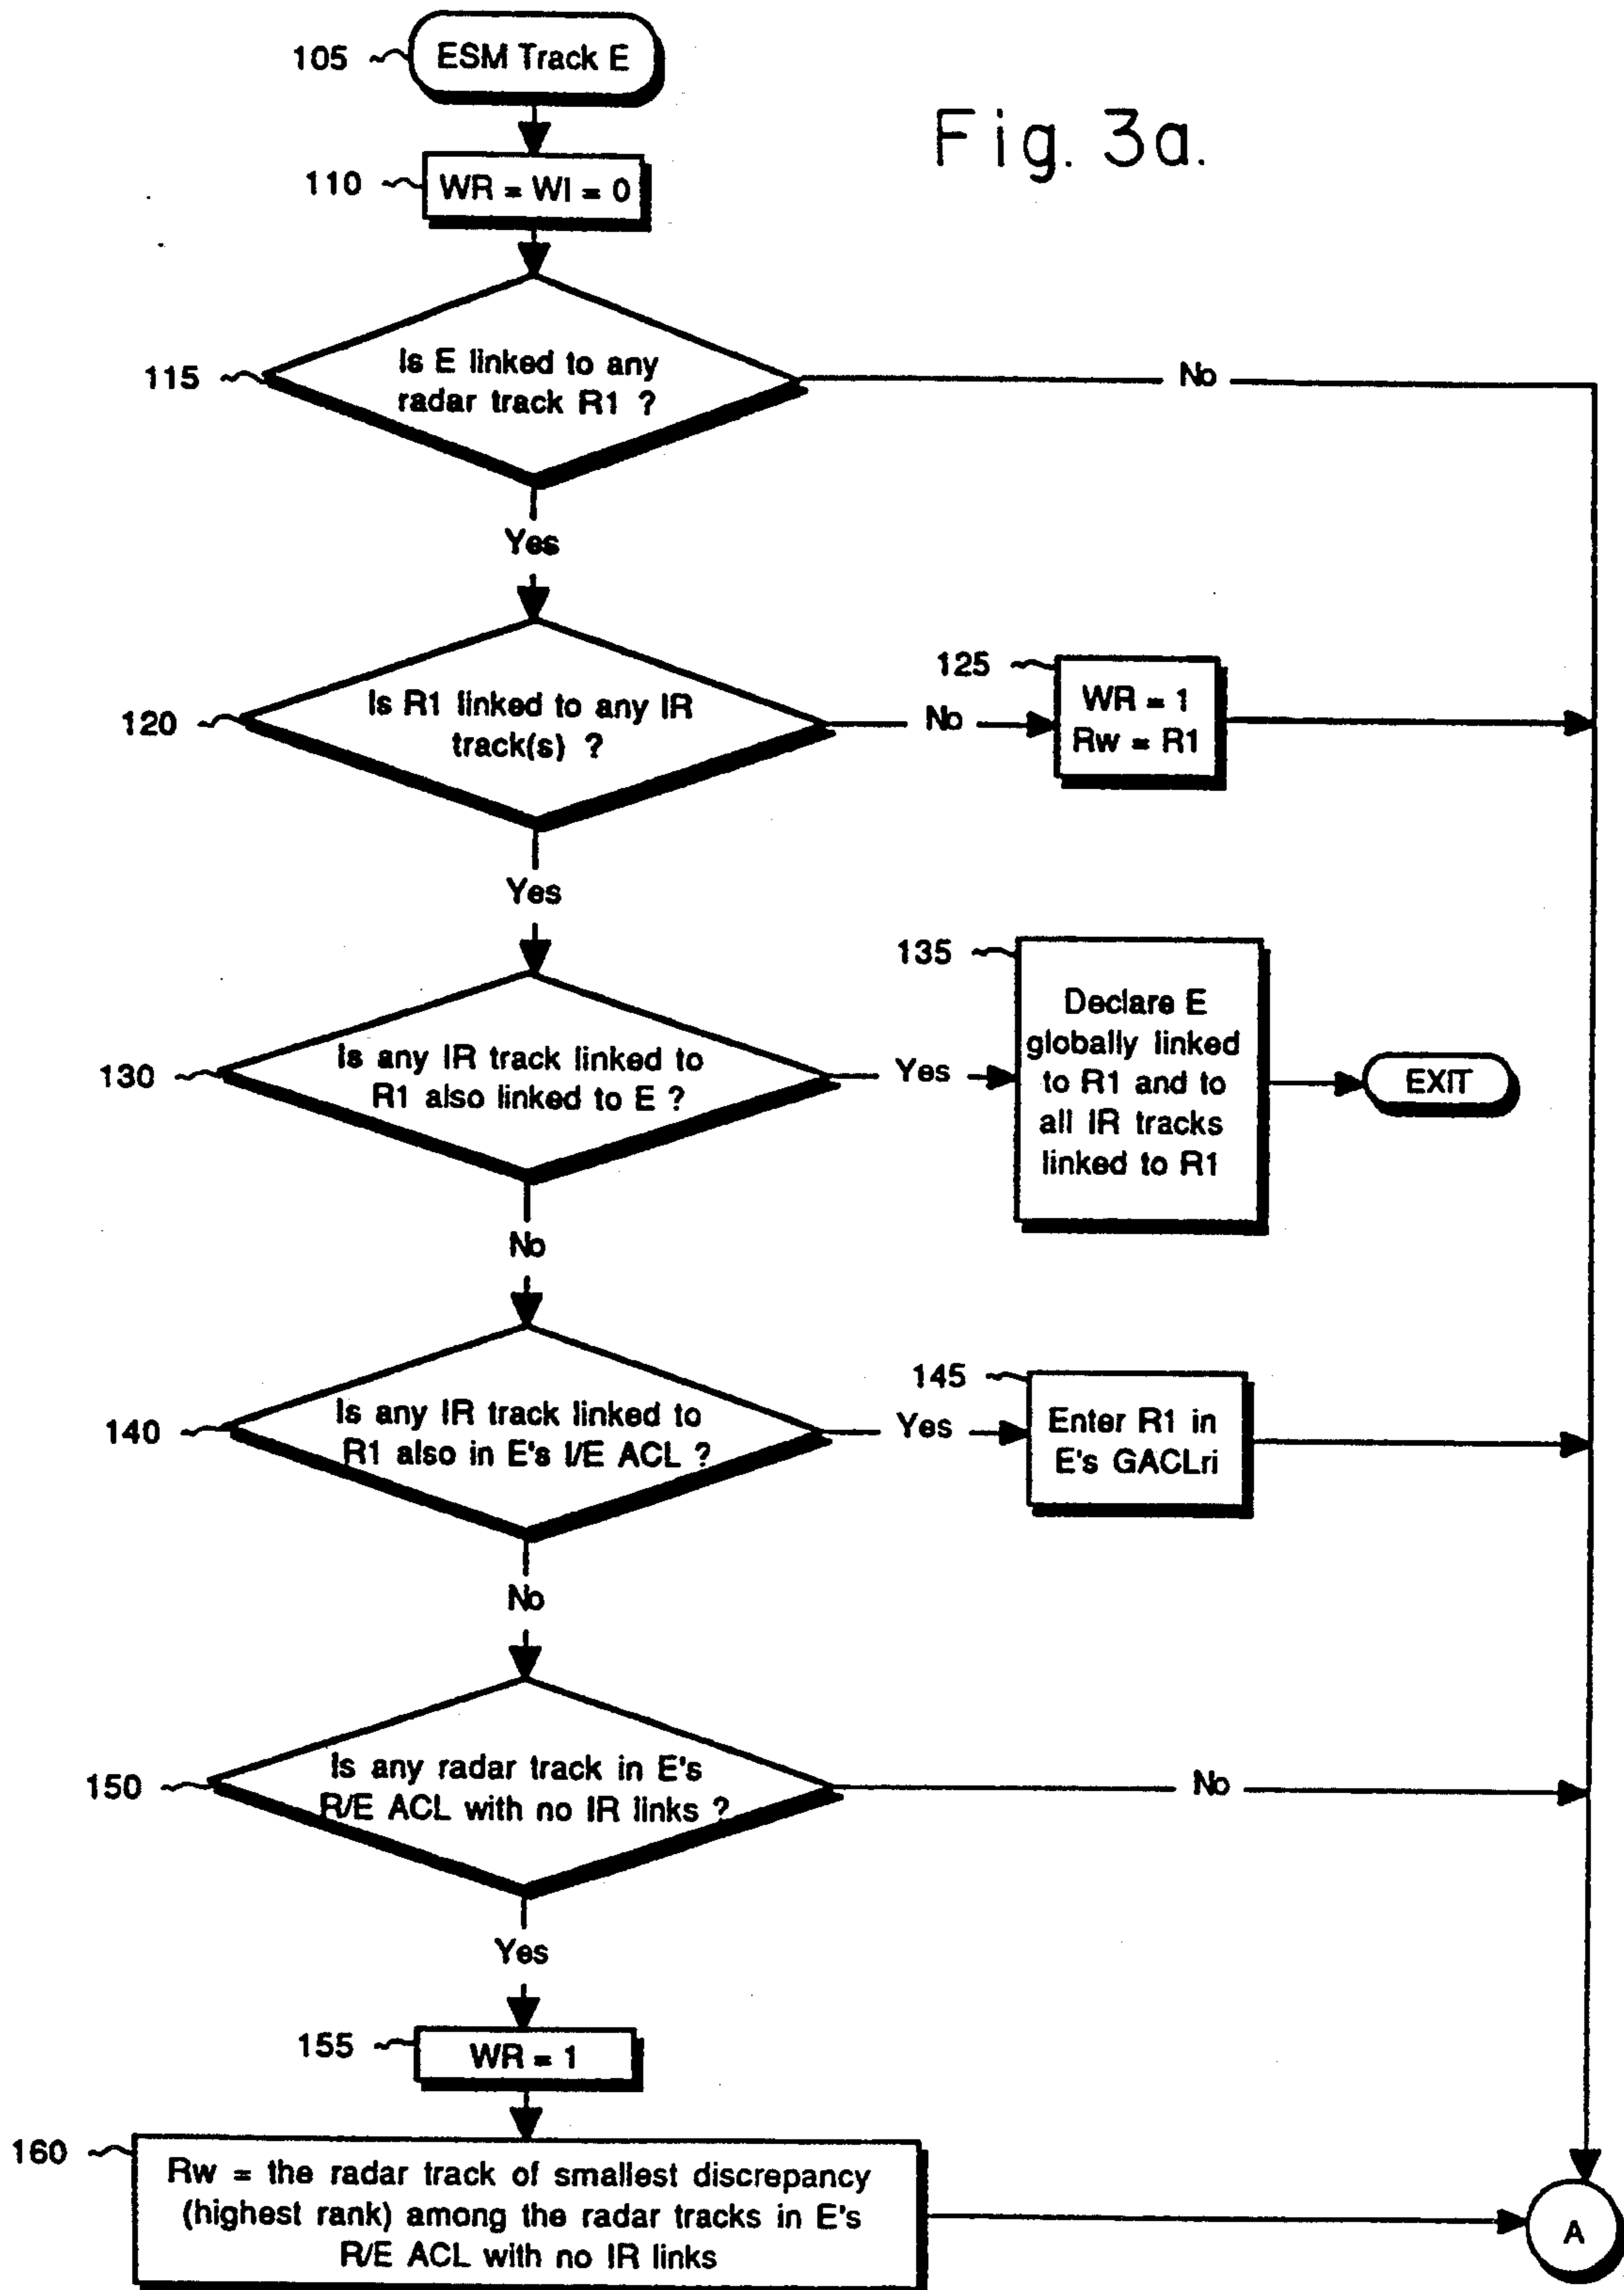 105
ESM Track E
Fig. 3a.
110
WR = WI = 0
115
Is E linked to any
radar track R1 ?
No
Yes
120
Is R1 linked to any IR
track(s) ?
No
125
WR = 1
Rw = R1
Yes
130
Is any IR track linked to
R1 also linked to E ?
Yes
135
Declare E
globally linked
to R1 and to
all IR tracks
linked to R1
EXIT
No
140
Is any IR track linked to
R1 also in E's I/E ACL ?
Yes
145
Enter R1 in
E's GACLri
No
150
Is any radar track in E's
R/E ACL with no IR links ?
No
Yes
155
WR = 1
160
Rw = the radar track of smallest discrepancy
(highest rank) among the radar tracks in E's
R/E ACL with no IR links
A